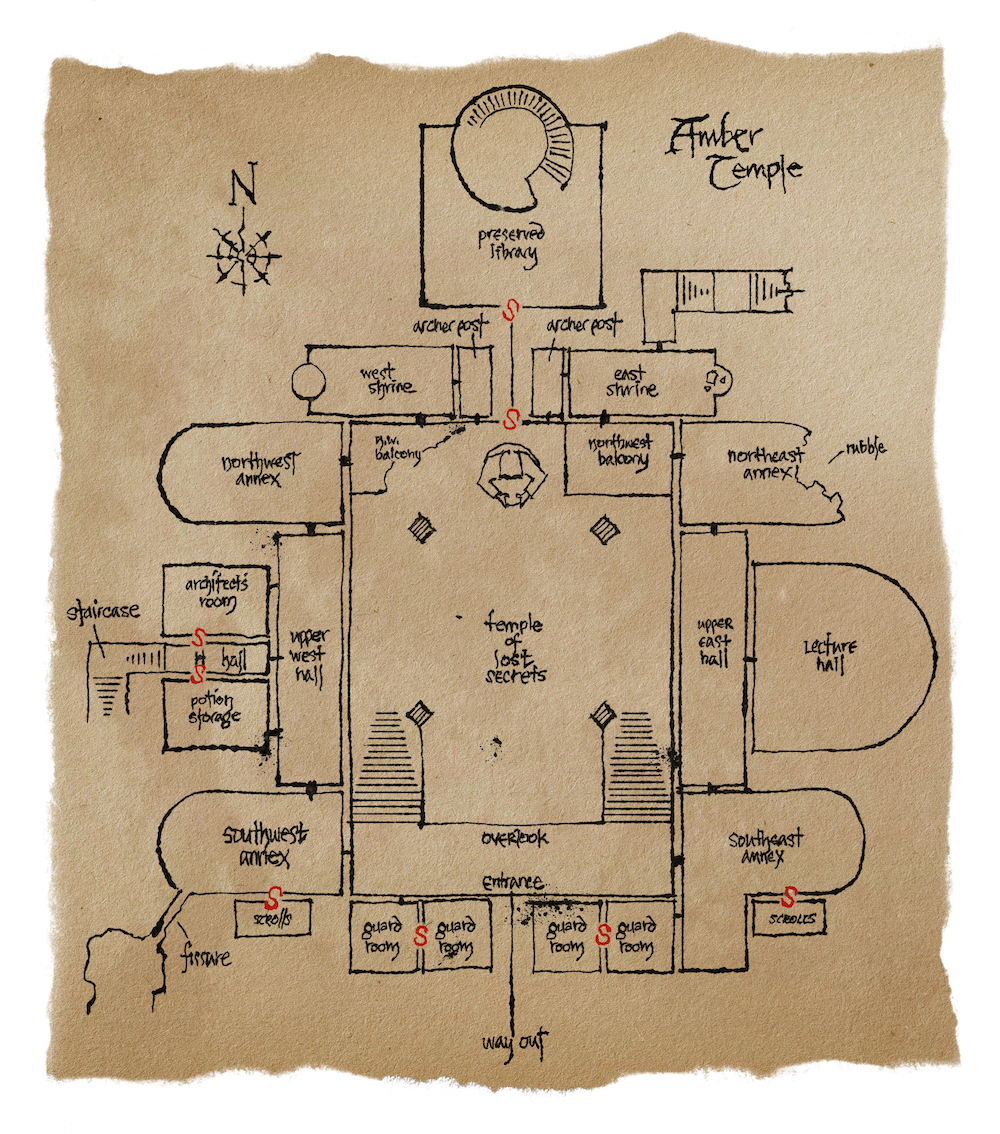 Amber
Temple
N
preserved
library
S
archer post
archer post
west
shrine
east
shrine
S
n.w.
balcony
northwest
balcony
northwest
annex
northeast
annex
rubble
architects
room
staircase
S
hall
S
potion
storage
upper
west
hall
temple
of
lost
secrets
upper
east
hall
Lecture
hall
overlook
southwest
annex
southeast
annex
Entrance
S
scrolls
S
scrolls
guard
room
S
guard
room
guard
room
S
guard
room
fissure
way out